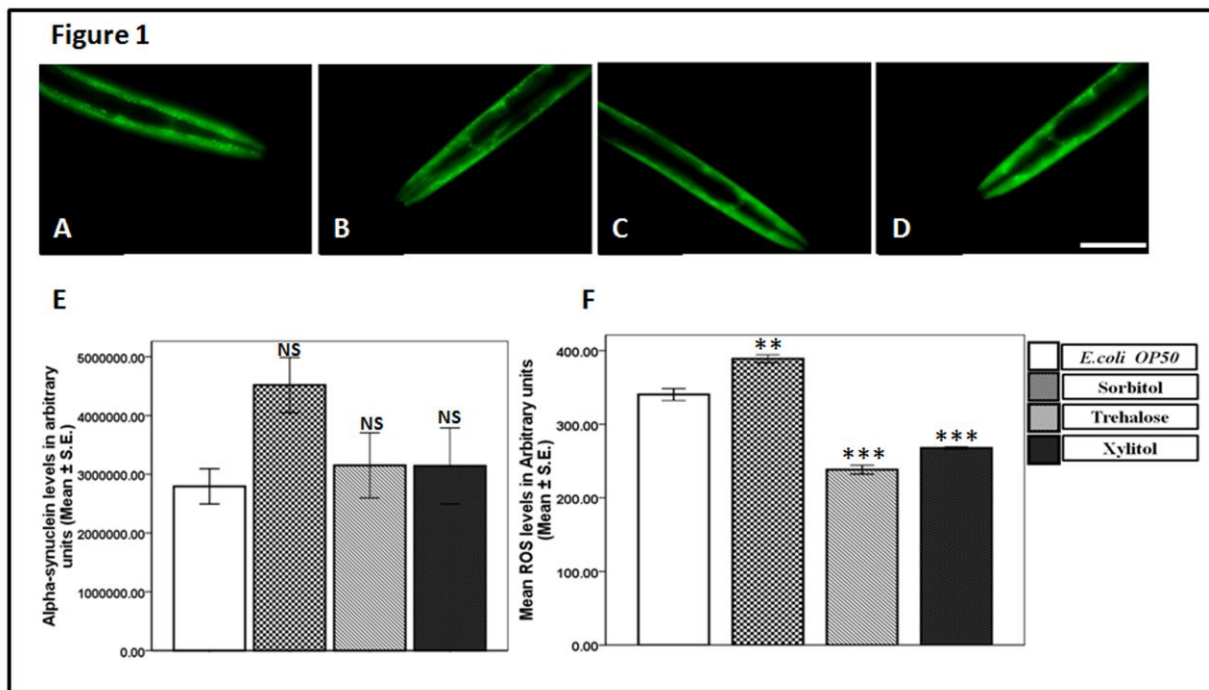 Figure 1
A
B
C
D
E
Alpha-synuclein levels in arbitrary
units (Mean ± S.E.)
5000000.00
4000000.00
3000000.00
2000000.00
1000000.00
0.00
NS
NS
NS
F
Mean ROS levels in Arbitrary units
(Mean ± S.E.)
400.00
300.00
200.00
100.00
0.00
**
***
***
E.coli OP50
Sorbitol
Trehalose
Xylitol